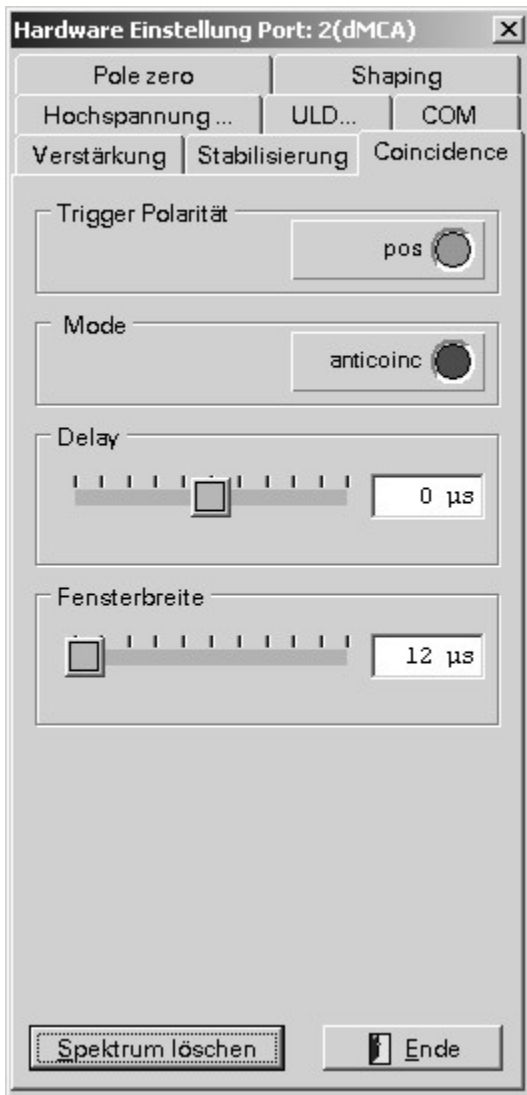 Hardware Einstellung Port: 2(dMCA)
Pole zero Shaping
Hochspannung ... ULD... COM
Verstärkung Stabilisierung Coincidence
Trigger Polarität
pos
Mode
anticoinc
Delay
0 µs
Fensterbreite
12 µs
Spektrum löschen Ende